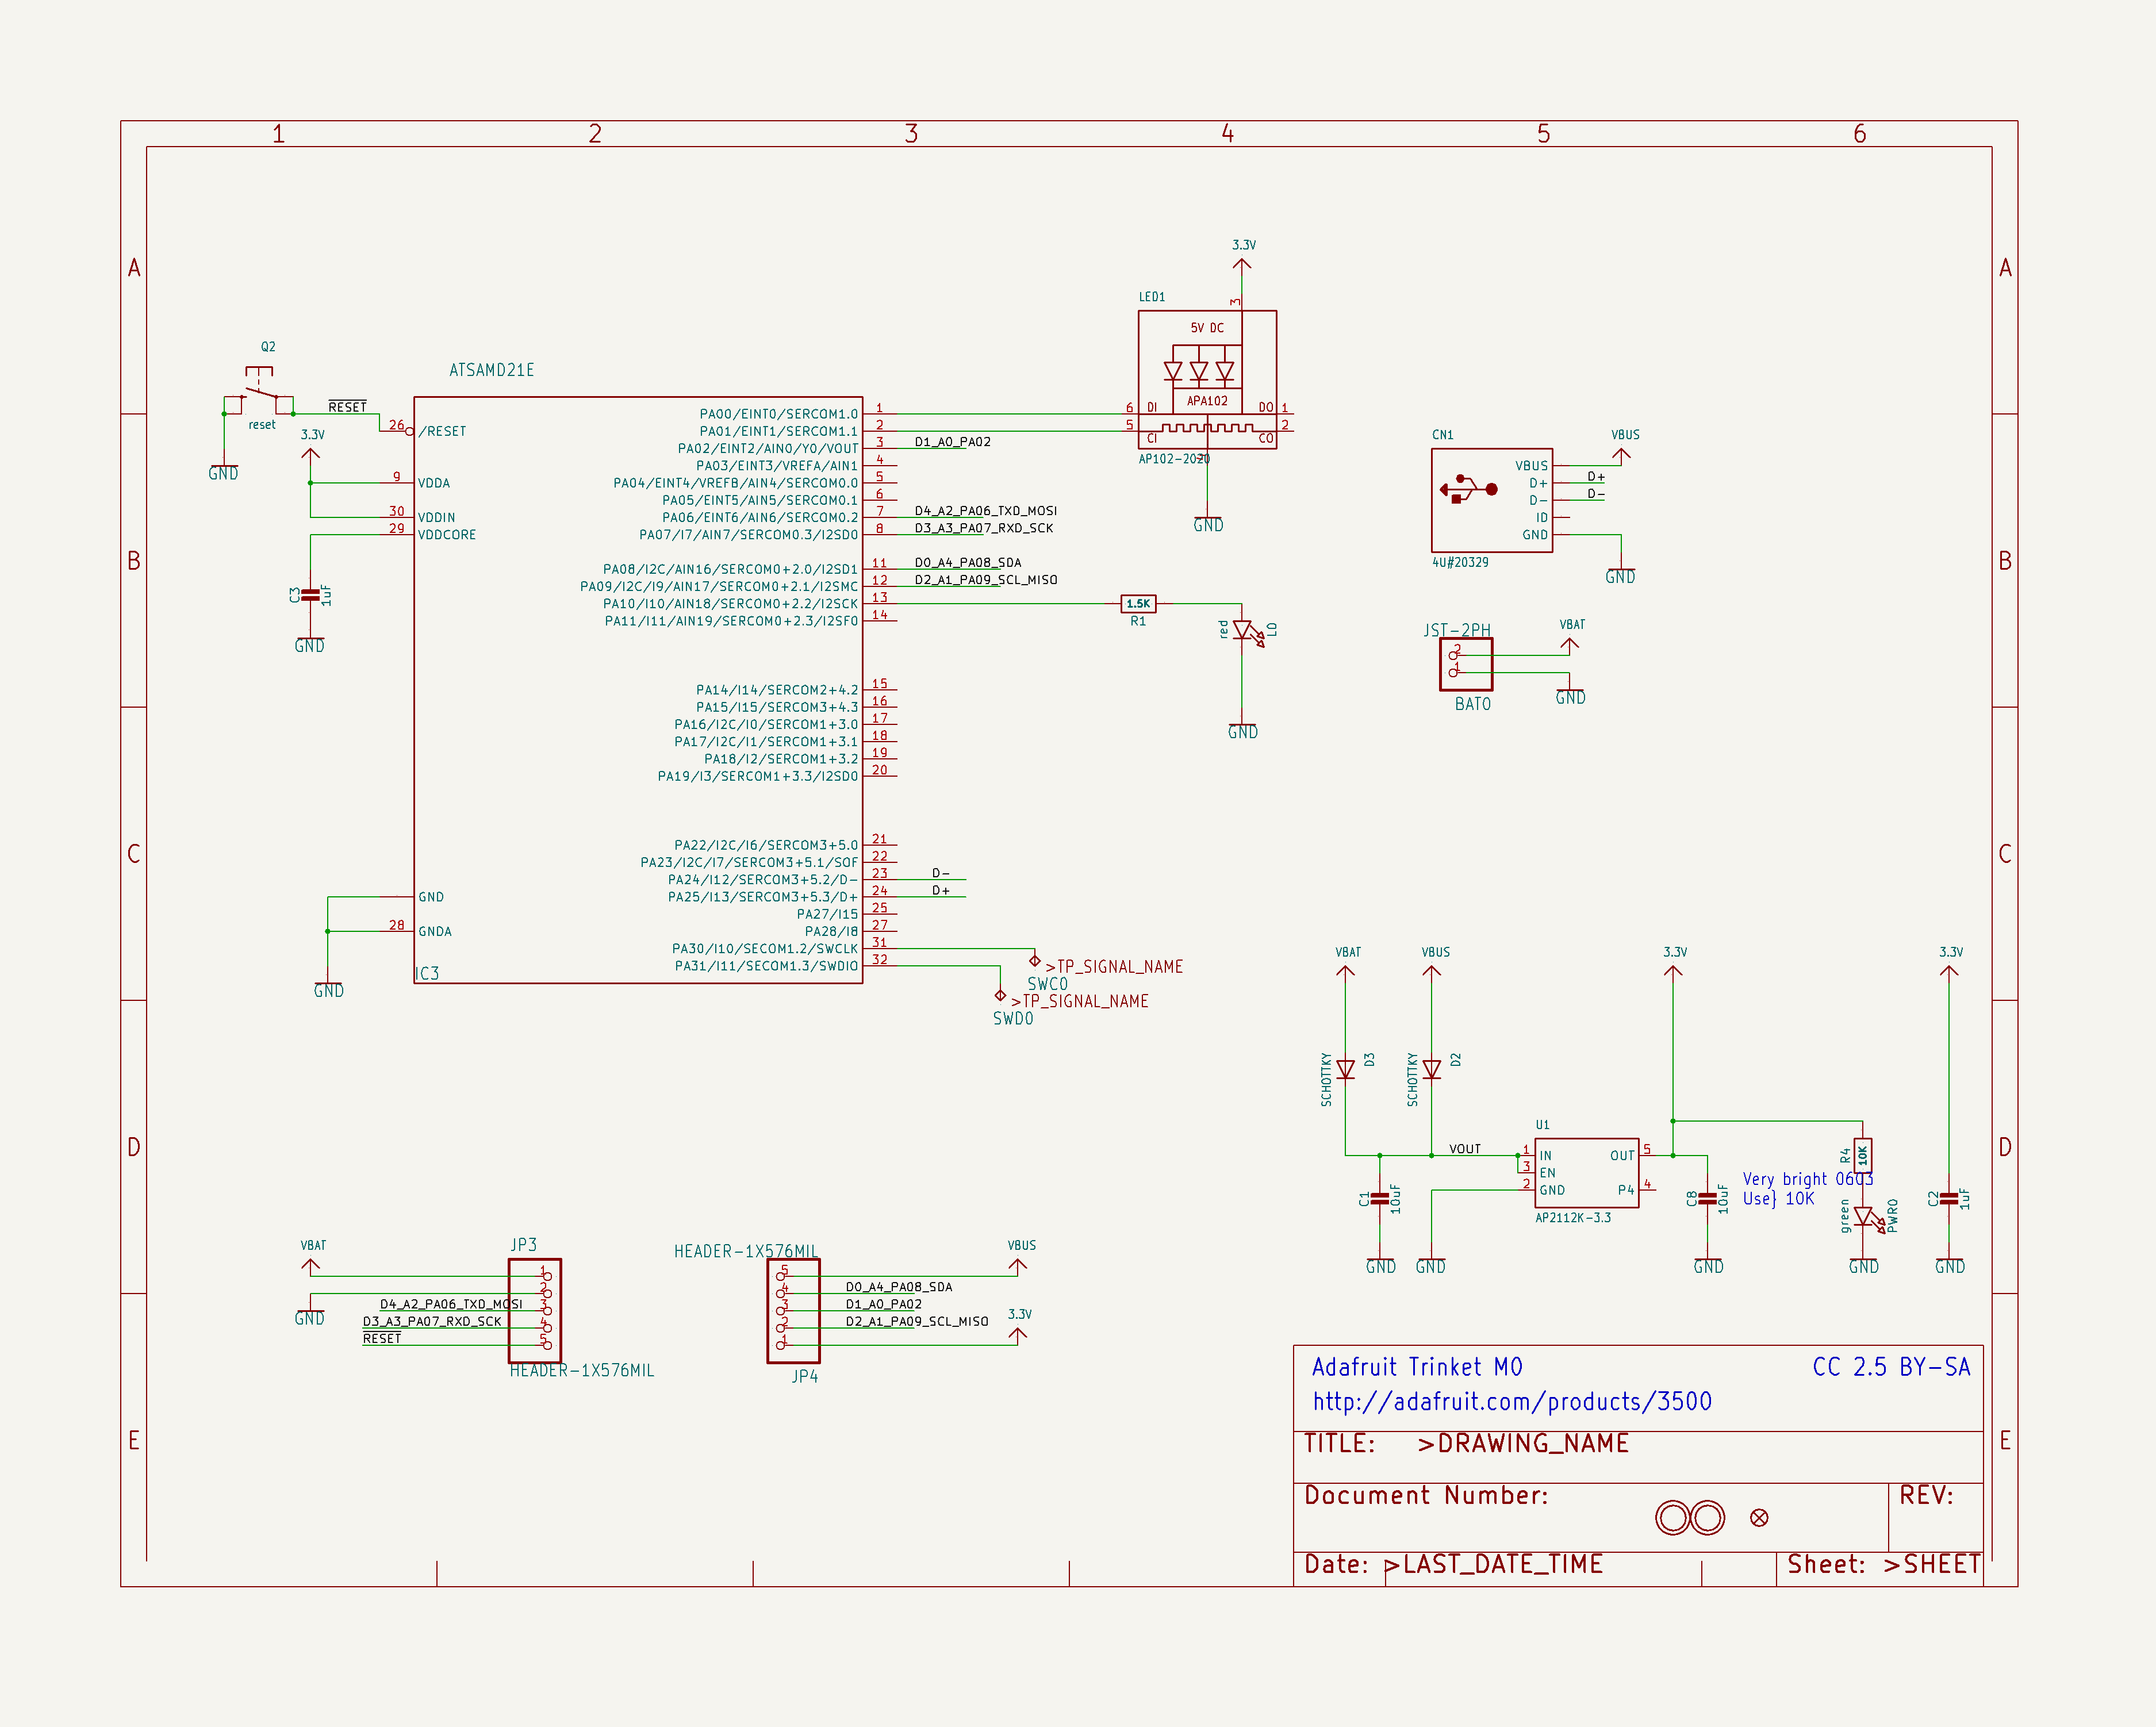 1 2 3 4 5 6
A A
B B
C C
D D
E E
Q2
reset
RESET
GND
3.3V
C3
1uF
GND
GND
ATSAMD21E
IC3
26 /RESET
9 VDDA
30 VDDIN
29 VDDCORE
GND
28 GNDA
PA00/EINT0/SERCOM1.0 1
PA01/EINT1/SERCOM1.1 2
PA02/EINT2/AIN0/Y0/VOUT 3 D1_A0_PA02
PA03/EINT3/VREFA/AIN1 4
PA04/EINT4/VREFB/AIN4/SERCOM0.0 5
PA05/EINT5/AIN5/SERCOM0.1 6
PA06/EINT6/AIN6/SERCOM0.2 7 D4_A2_PA06_TXD_MOSI
PA07/I7/AIN7/SERCOM0.3/I2SD0 8 D3_A3_PA07_RXD_SCK
PA08/I2C/AIN16/SERCOM0+2.0/I2SD1 11 D0_A4_PA08_SDA
PA09/I2C/I9/AIN17/SERCOM0+2.1/I2SMC 12 D2_A1_PA09_SCL_MISO
PA10/I10/AIN18/SERCOM0+2.2/I2SCK 13
PA11/I11/AIN19/SERCOM0+2.3/I2SF0 14
PA14/I14/SERCOM2+4.2 15
PA15/I15/SERCOM3+4.3 16
PA16/I2C/I0/SERCOM1+3.0 17
PA17/I2C/I1/SERCOM1+3.1 18
PA18/I2/SERCOM1+3.2 19
PA19/I3/SERCOM1+3.3/I2SD0 20
PA22/I2C/I6/SERCOM3+5.0 21
PA23/I2C/I7/SERCOM3+5.1/SOF 22
PA24/I12/SERCOM3+5.2/D- 23 D-
PA25/I13/SERCOM3+5.3/D+ 24 D+
PA27/I15 25
PA28/I8 27
PA30/I10/SECOM1.2/SWCLK 31
PA31/I11/SECOM1.3/SWDIO 32
>TP_SIGNAL_NAME
SWC0
>TP_SIGNAL_NAME
SWD0
3.3V
LED1
3
5V DC
APA102
6 DI DO 1
5 CI CO 2
AP102-2020
GND
1.5K
R1
red
L0
GND
CN1
VBUS
VBUS
D+ D+
D- D-
ID
GND
4U#20329
GND
JST-2PH
VBAT
2
1
BAT0
GND
VBAT
VBUS
3.3V
3.3V
SCHOTTKY
D3
SCHOTTKY
D2
VOUT
U1
1 IN OUT 5
3 EN
2 GND P4 4
AP2112K-3.3
C1
10uF
C8
10uF
Very bright 0603
Use} 10K
R4
10K
green
PWR0
C2
1uF
GND GND GND GND GND
VBAT
JP3
GND
1
2
D4_A2_PA06_TXD_MOSI 3
D3_A3_PA07_RXD_SCK 4
RESET 5
HEADER-1X576MIL
HEADER-1X576MIL
VBUS
5
4 D0_A4_PA08_SDA
3 D1_A0_PA02
2 D2_A1_PA09_SCL_MISO
1
3.3V
JP4
Adafruit Trinket M0 CC 2.5 BY-SA
http://adafruit.com/products/3500
TITLE: >DRAWING_NAME
Document Number: REV:
Date: >LAST_DATE_TIME Sheet: >SHEET